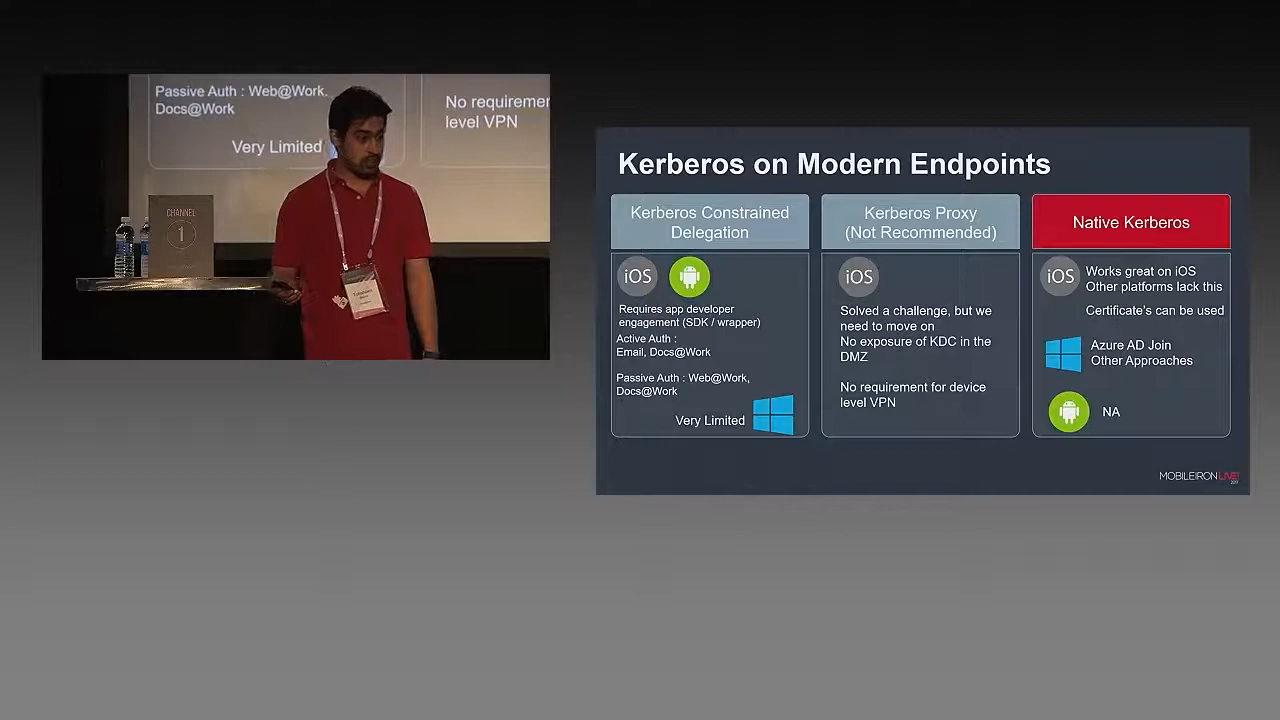 Passive Auth : Web@Work.
Docs@Work
Very Limited
No requiremen
level VPN
CHANNEL
1
Kerberos on Modern Endpoints
Kerberos Constrained
Delegation
iOS
Requires app developer
engagement (SDK / wrapper)
Active Auth :
Email, Docs@Work
Passive Auth : Web@Work,
Docs@Work
Very Limited
Kerberos Proxy
(Not Recommended)
iOS
Solved a challenge, but we
need to move on
No exposure of KDC in the
DMZ
No requirement for device
level VPN
Native Kerberos
iOS
Works great on iOS
Other platforms lack this
Certificate's can be used
Azure AD Join
Other Approaches
NA
MOBILEIRON LIVE!
2017